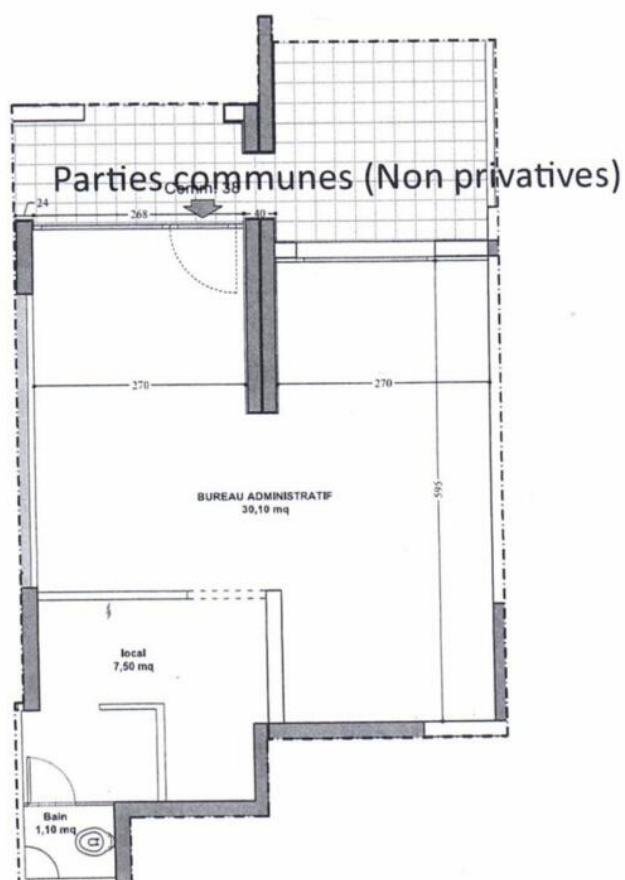 Parties communes (Non privatives)
Comm. 38
24
268
40
270
270
BUREAU ADMINISTRATIF
30,10 mq
595
local
7,50 mq
Bain
1,10 mq